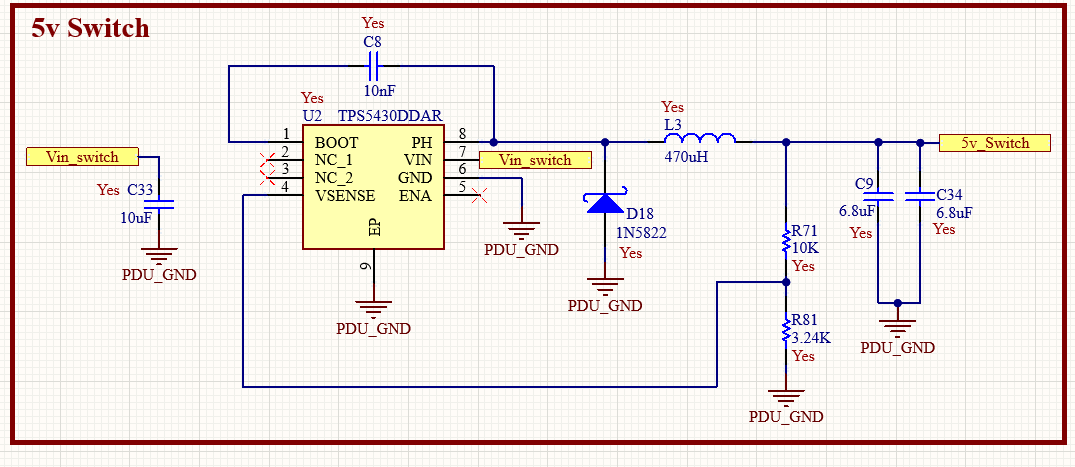 5v Switch
Yes
C8
10nF
Yes
U2 TPS5430DDAR
1 BOOT PH 8
2 NC_1 VIN 7
3 NC_2 GND 6
4 VSENSE ENA 5
EP
9
Vin_switch
Vin_switch
Yes C33
10uF
PDU_GND
PDU_GND
PDU_GND
Yes
L3
470uH
D18
1N5822
Yes
PDU_GND
R71
10K
Yes
R81
3.24K
Yes
PDU_GND
5v_Switch
C9
6.8uF
Yes
C34
6.8uF
Yes
PDU_GND